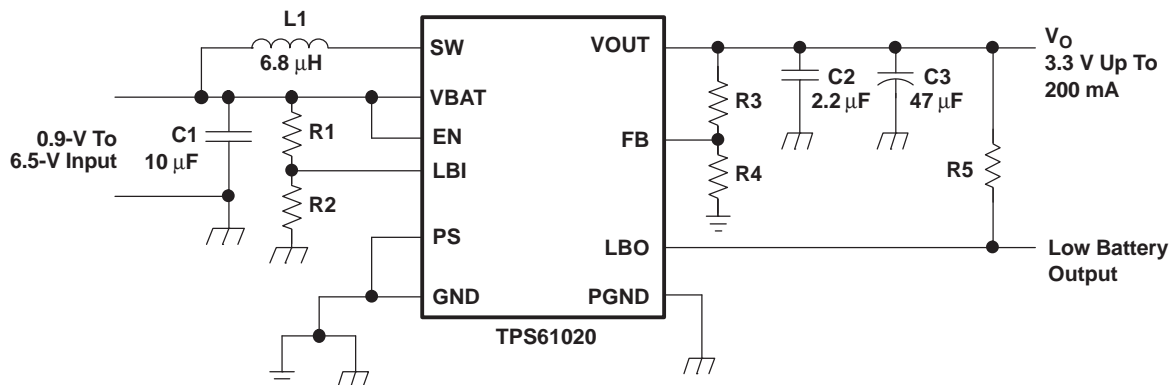 L1
6.8 µH
SW
VOUT
VO
3.3 V Up To
200 mA
VBAT
R3
C2
2.2 µF
C3
47 µF
0.9-V To
6.5-V Input
C1
10 µF
R1
EN
FB
LBI
R4
R5
R2
PS
LBO
Low Battery
Output
GND
PGND
TPS61020